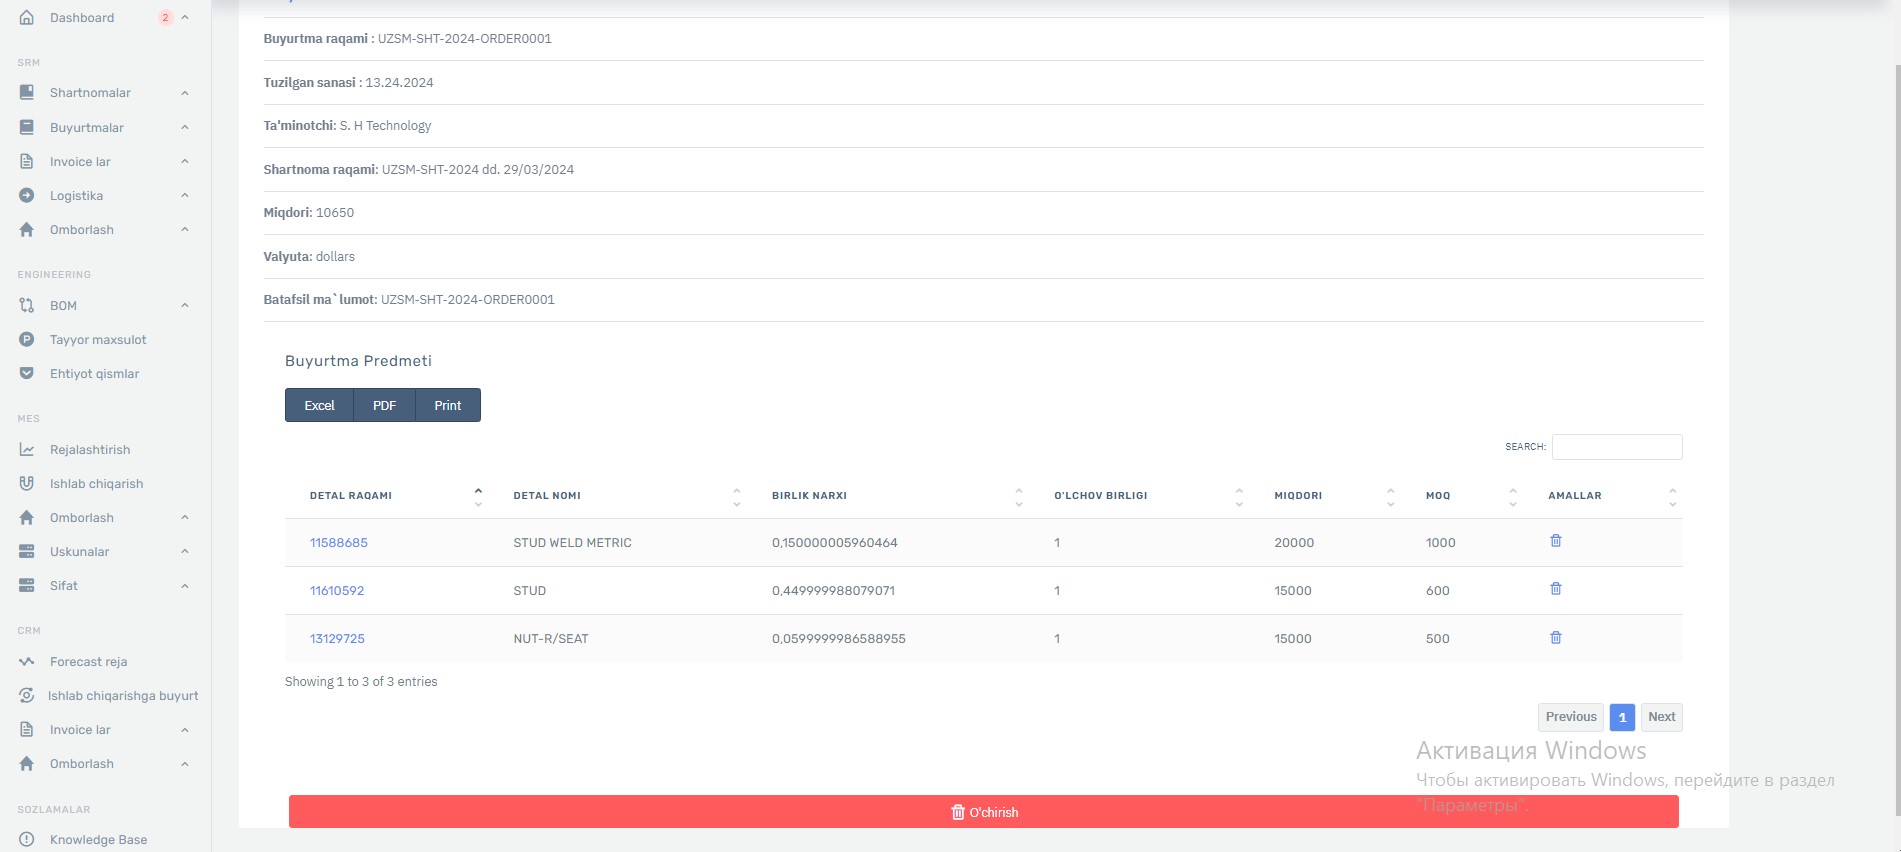 Dashboard 2
SRM
Shartnomalar
Buyurtmalar
Invoice lar
Logistika
Omborlash
ENGINEERING
BOM
Tayyor maxsulot
Ehtiyot qismlar
MES
Rejalashtirish
Ishlab chiqarish
Omborlash
Uskunalar
Sifat
CRM
Forecast reja
Ishlab chiqarishga buyurt
Invoice lar
Omborlash
SOZLAMALAR
Knowledge Base
Buyurtma raqami : UZSM-SHT-2024-ORDER0001
Tuzilgan sanasi : 13.24.2024
Ta'minotchi: S. H Technology
Shartnoma raqami: UZSM-SHT-2024 dd. 29/03/2024
Miqdori: 10650
Valyuta: dollars
Batafsil ma`lumot: UZSM-SHT-2024-ORDER0001
Buyurtma Predmeti
Excel PDF Print
SEARCH:
DETAL RAQAMI DETAL NOMI BIRLIK NARXI O'LCHOV BIRLIGI MIQDORI MOQ AMALLAR
11588685 STUD WELD METRIC 0,150000005960464 1 20000 1000
11610592 STUD 0,449999988079071 1 15000 600
13129725 NUT-R/SEAT 0,0599999986588955 1 15000 500
Showing 1 to 3 of 3 entries
Previous 1 Next
Активация Windows
Чтобы активировать Windows, перейдите в раздел
"Параметры".
O'chirish